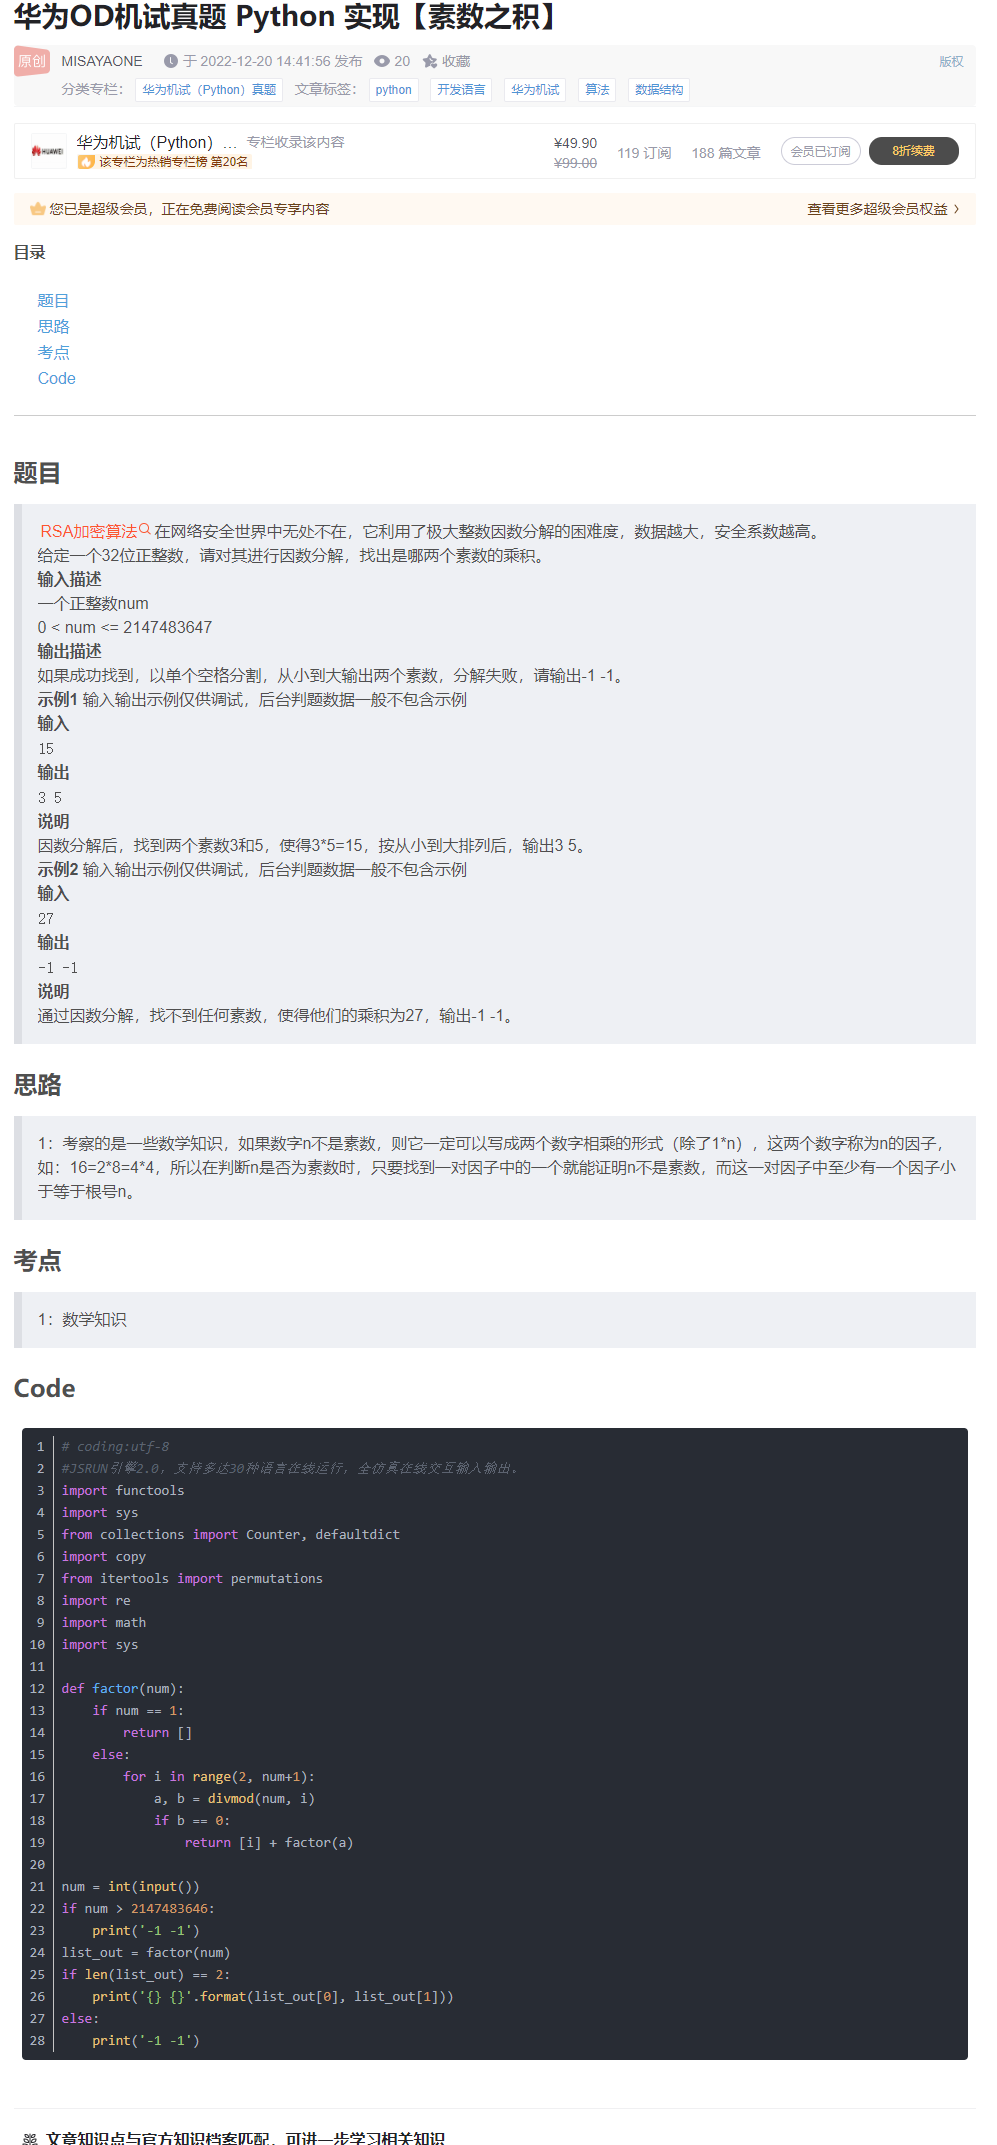 华为OD机试真题 Python 实现【素数之积】
原创 MISAYAONE 于 2022-12-20 14:41:56 发布 20 收藏 版权
分类专栏： 华为机试（Python）真题 文章标签： python 开发语言 华为机试 算法 数据结构
HUAWEI 华为机试（Python） ... 专栏收录该内容 ¥49.90 119 订阅 188 篇文章 会员已订阅 8折续费
该专栏为热销专栏榜 第20名 ¥99.00
您已是超级会员，正在免费阅读会员专享内容 查看更多超级会员权益 >
目录
题目
思路
考点
Code
题目
RSA加密算法 在网络安全世界中无处不在，它利用了极大整数因数分解的困难度，数据越大，安全系数越高。
给定一个32位正整数，请对其进行因数分解，找出是哪两个素数的乘积。
输入描述
一个正整数num
0 < num <= 2147483647
输出描述
如果成功找到，以单个空格分割，从小到大输出两个素数，分解失败，请输出-1 -1。
示例1 输入输出示例仅供调试，后台判题数据一般不包含示例
输入
15
输出
3 5
说明
因数分解后，找到两个素数3和5，使得3*5=15，按从小到大排列后，输出3 5。
示例2 输入输出示例仅供调试，后台判题数据一般不包含示例
输入
27
输出
-1 -1
说明
通过因数分解，找不到任何素数，使得他们的乘积为27，输出-1 -1。
思路
1：考察的是一些数学知识，如果数字n不是素数，则它一定可以写成两个数字相乘的形式（除了1*n），这两个数字称为n的因子，
如：16=2*8=4*4，所以在判断n是否为素数时，只要找到一对因子中的一个就能证明n不是素数，而这一对因子中至少有一个因子小
于等于根号n。
考点
1：数学知识
Code
1 # coding:utf-8
2 #JSRUN引擎2.0，支持多达30种语言在线运行，全仿真在线交互输入输出。
3 import functools
4 import sys
5 from collections import Counter, defaultdict
6 import copy
7 from itertools import permutations
8 import re
9 import math
10 import sys
11
12 def factor(num):
13     if num == 1:
14         return []
15     else:
16         for i in range(2, num+1):
17             a, b = divmod(num, i)
18             if b == 0:
19                 return [i] + factor(a)
20
21 num = int(input())
22 if num > 2147483646:
23     print('-1 -1')
24 list_out = factor(num)
25 if len(list_out) == 2:
26     print('{} {}'.format(list_out[0], list_out[1]))
27 else:
28     print('-1 -1')
文章知识点与官方知识档案匹配，可进一步学习相关知识